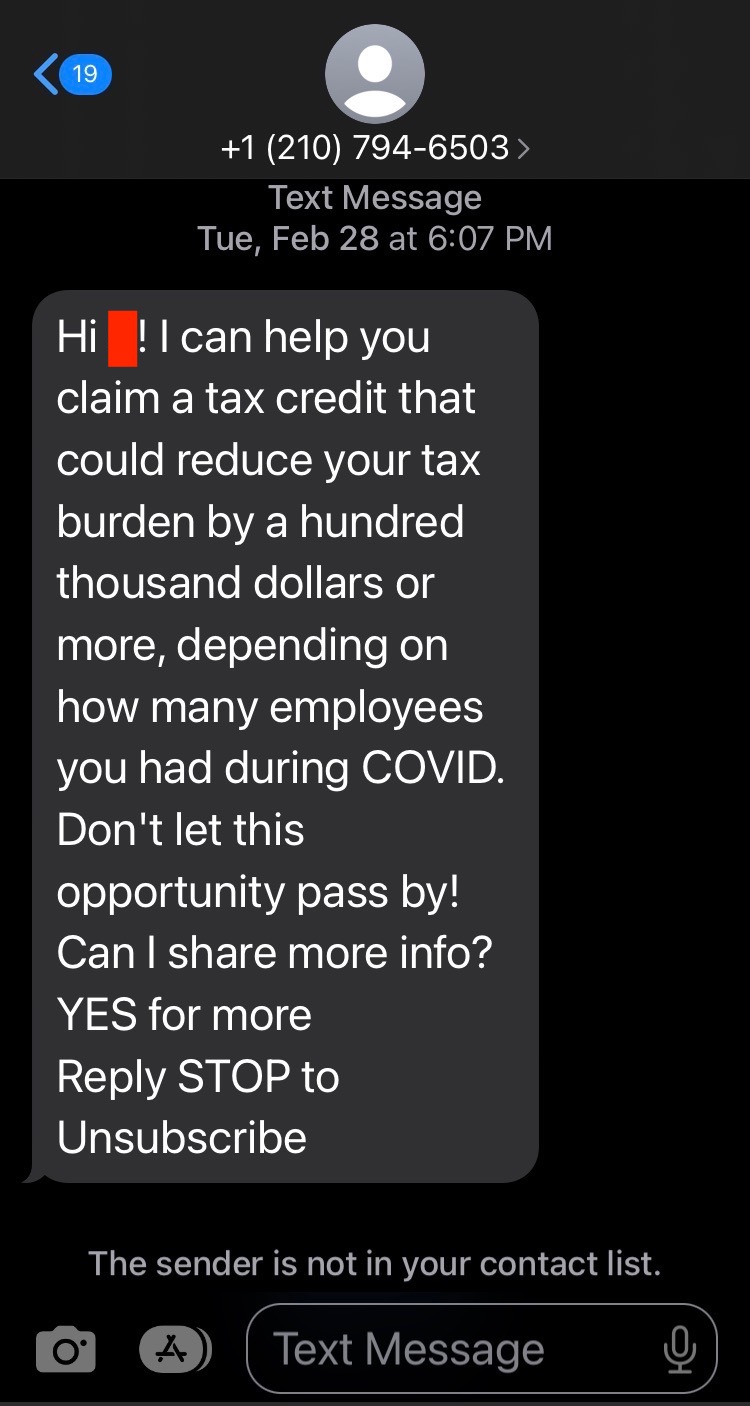 19
+1 (210) 794-6503
Text Message
Tue, Feb 28 at 6:07 PM
Hi ! I can help you
claim a tax credit that
could reduce your tax
burden by a hundred
thousand dollars or
more, depending on
how many employees
you had during COVID.
Don't let this
opportunity pass by!
Can I share more info?
YES for more
Reply STOP to
Unsubscribe
The sender is not in your contact list.
Text Message